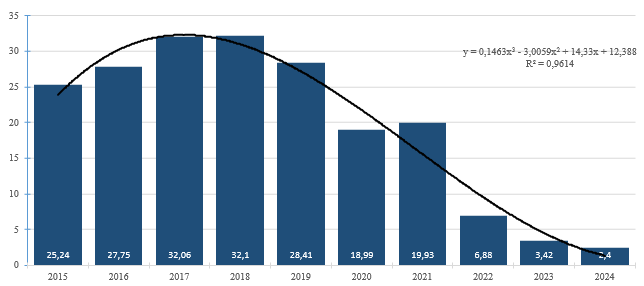 35
30
25
20
15
10
5
0
y = 0,1463x³ - 3,0059x² + 14,33x + 12,388
R² = 0,9614
25,24 27,75 32,06 32,1 28,41 18,99 19,93 6,88 3,42 2,4
2015 2016 2017 2018 2019 2020 2021 2022 2023 2024